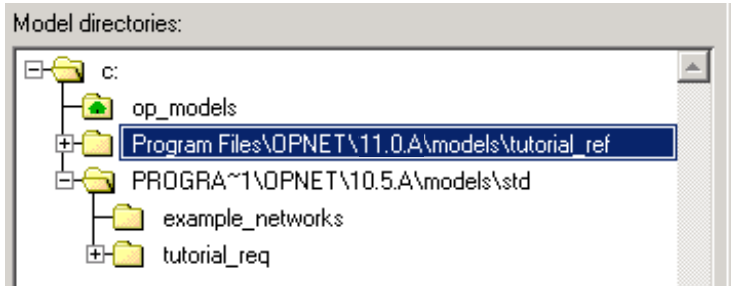 Model directories:
c:
op_models
Program Files\OPNET\11.0.A\models\tutorial_ref
PROGRA~1\OPNET\10.5.A\models\std
example_networks
tutorial_req